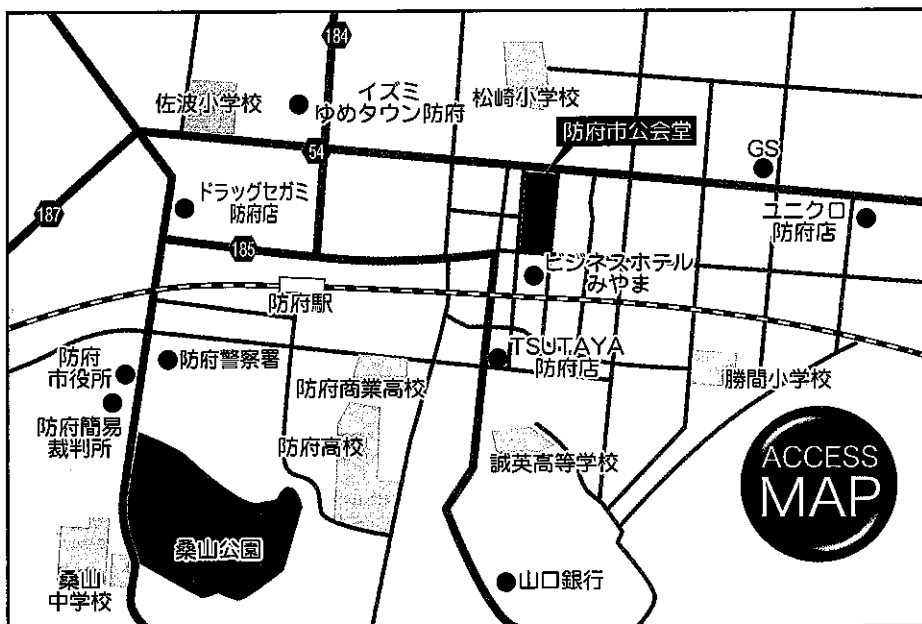 184
佐波小学校
イズミ
ゆめタウン防府
松崎小学校
防府市公会堂
54
GS
187
ドラッグセガミ
防府店
ユニクロ
防府店
185
ビジネスホテル
みやま
防府駅
防府
市役所
防府警察署
TSUTAYA
防府店
防府商業高校
勝間小学校
防府簡易
裁判所
防府高校
誠英高等学校
ACCESS
MAP
桑山公園
桑山
中学校
山口銀行